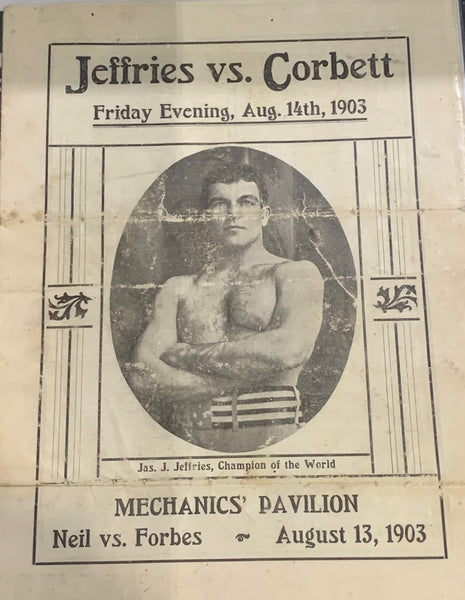 Jeffries vs. Corbett
Friday Evening, Aug. 14th, 1903
Jas. J. Jeffries, Champion of the World
MECHANICS' PAVILION
Neil vs. Forbes ~ August 13, 1903